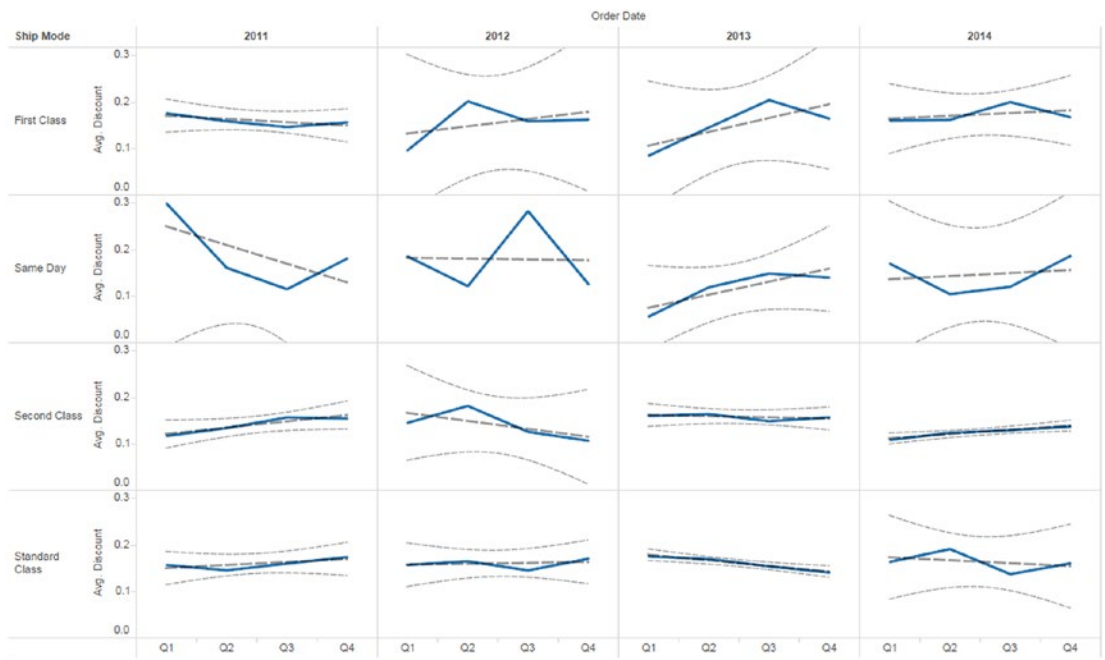 Order Date
Ship Mode 2011 2012 2013 2014
First Class
Avg. Discount
0.3
0.2
0.1
0.0
Same Day
Avg. Discount
0.3
0.2
0.1
0.0
Second Class
Avg. Discount
0.3
0.2
0.1
0.0
Standard
Class
Avg. Discount
0.3
0.2
0.1
0.0
Q1 Q2 Q3 Q4 Q1 Q2 Q3 Q4 Q1 Q2 Q3 Q4 Q1 Q2 Q3 Q4